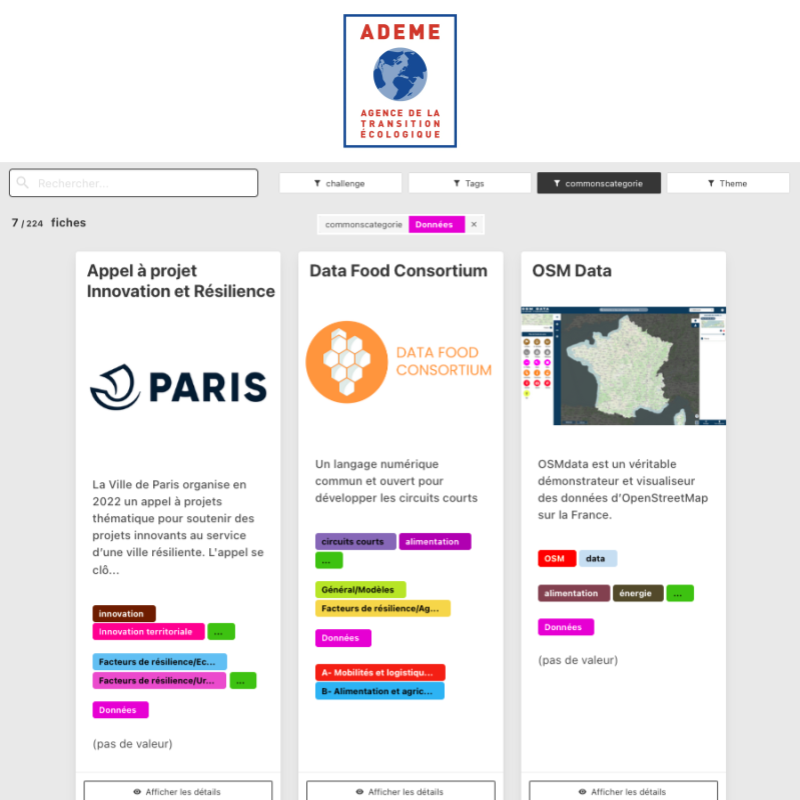 ADEME
AGENCE DE LA
TRANSITION
ÉCOLOGIQUE
Rechercher...
challenge
Tags
commonscategorie
Theme
7 / 224 fiches
commonscategorie Données ×
Appel à projet
Innovation et Résilience
PARIS
La Ville de Paris organise en
2022 un appel à projets
thématique pour soutenir des
projets innovants au service
d'une ville résiliente. L'appel se
clô...
innovation
Innovation territoriale ...
Facteurs de résilience/Ec...
Facteurs de résilience/Ur... ...
Données
(pas de valeur)
Afficher les détails
Data Food Consortium
DATA FOOD
CONSORTIUM
Un langage numérique
commun et ouvert pour
développer les circuits courts
circuits courts alimentation
...
Général/Modèles
Facteurs de résilience/Ag...
Données
A- Mobilités et logistiqu...
B- Alimentation et agric...
Afficher les détails
OSM Data
OSMdata est un véritable
démonstrateur et visualiseur
des données d'OpenStreetMap
sur la France.
OSM data
alimentation énergie ...
Données
(pas de valeur)
Afficher les détails